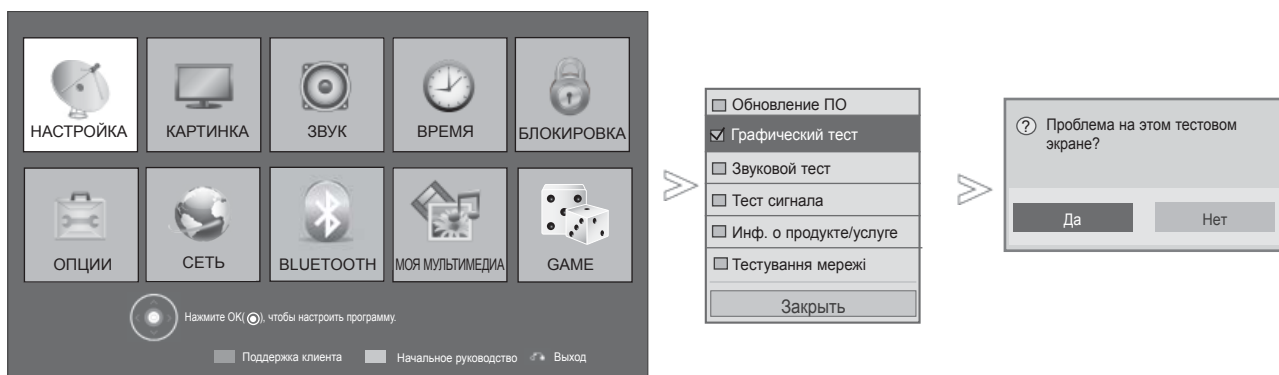 НАСТРОЙКА
КАРТИНКА
ЗВУК
ВРЕМЯ
БЛОКИРОВКА
ОПЦИИ
СЕТЬ
BLUETOOTH
МОЯ МУЛЬТИМЕДИА
GAME
Нажмите OK(◉), чтобы настроить программу.
Поддержка клиента
Начальное руководство
Выход
Обновление ПО
Графический тест
Звуковой тест
Тест сигнала
Инф. о продукте/услуге
Тестування мережі
Закрыть
? Проблема на этом тестовом
экране?
Да
Нет